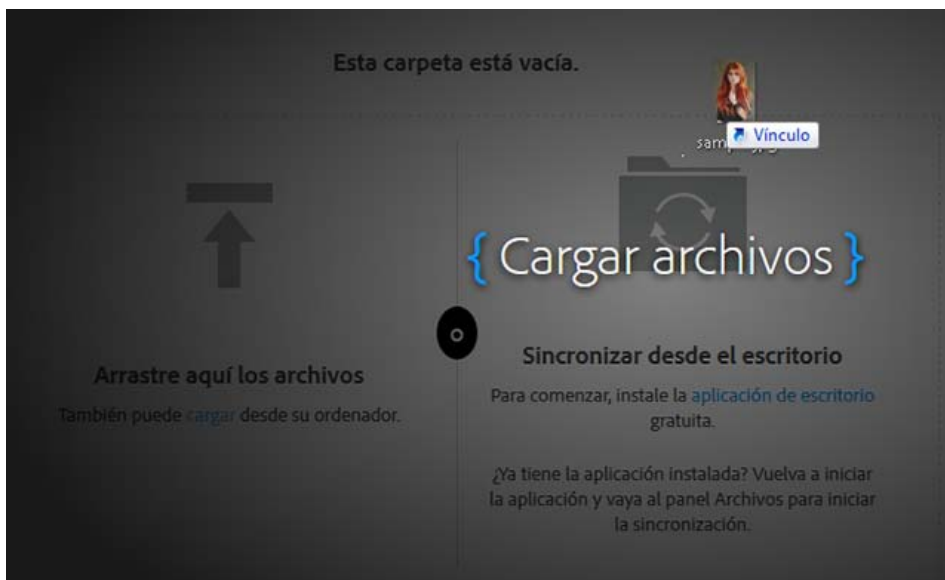 Esta carpeta está vacía.
Vínculo
{ Cargar archivos }
Arrastre aquí los archivos
También puede cargar desde su ordenador.
Sincronizar desde el escritorio
Para comenzar, instale la aplicación de escritorio
gratuita.
¿Ya tiene la aplicación instalada? Vuelva a iniciar
la aplicación y vaya al panel Archivos para iniciar
la sincronización.